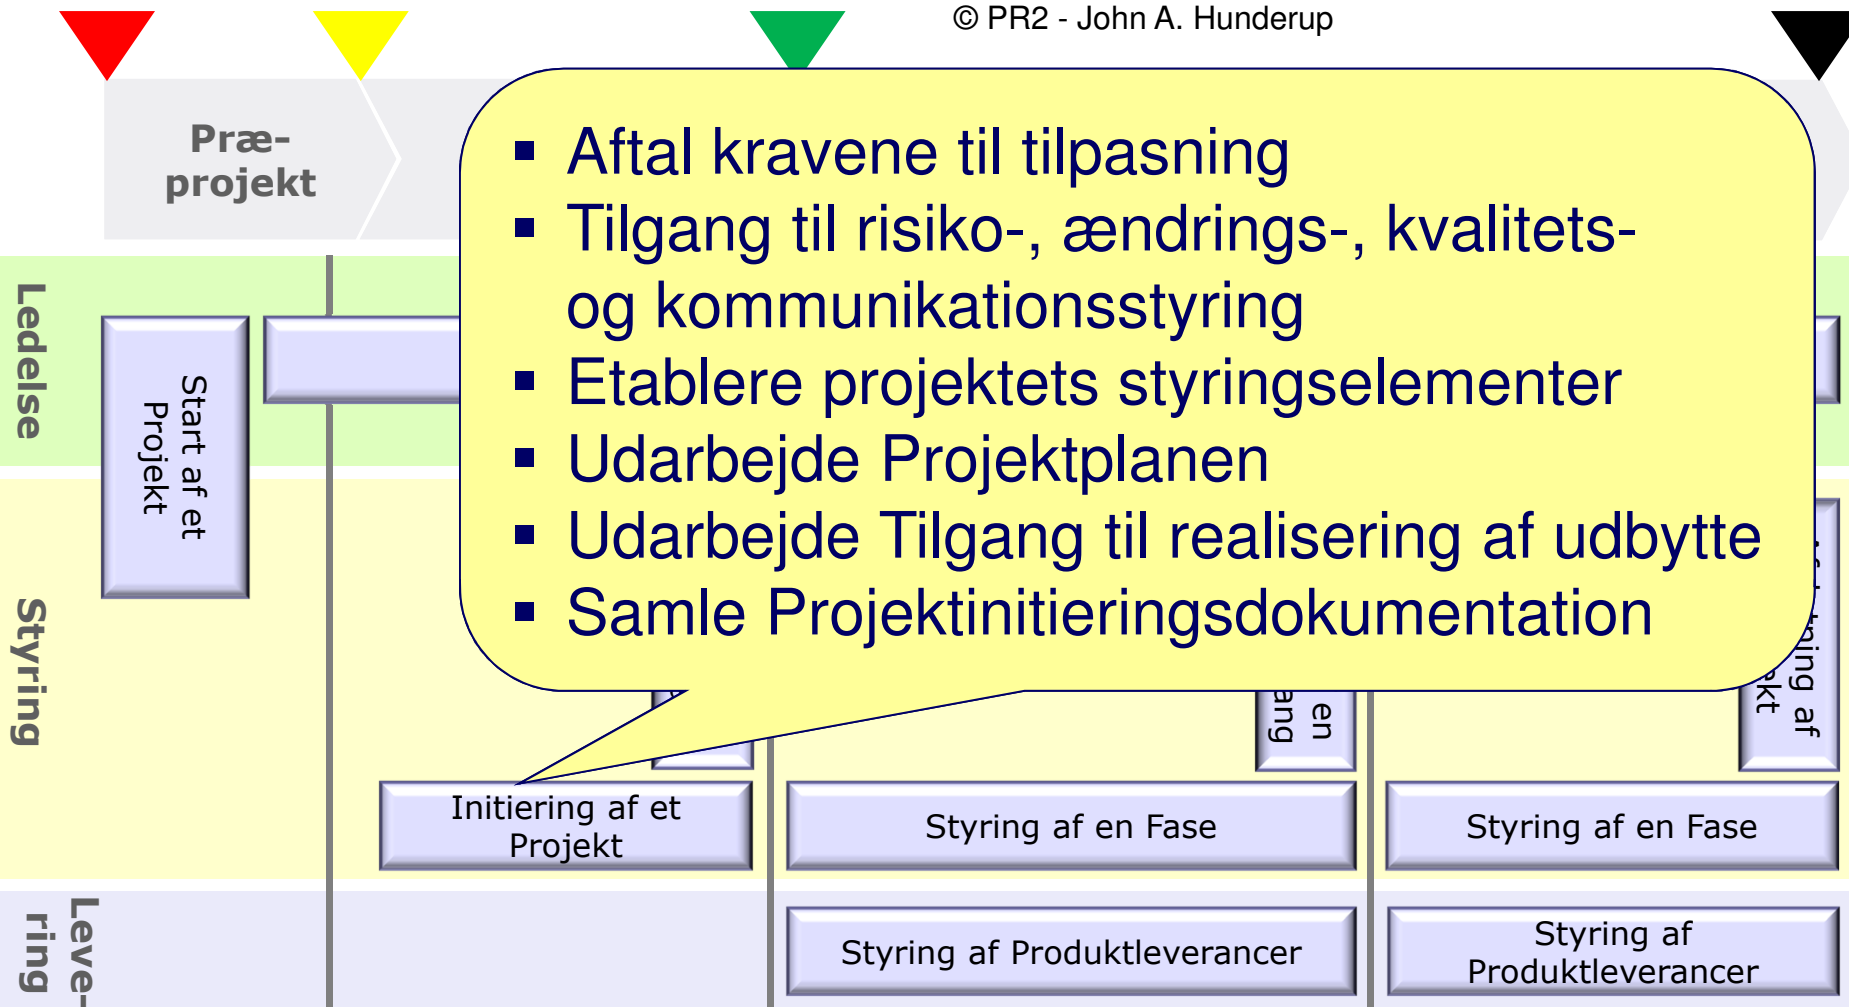 © PR2 - John A. Hunderup
Præ-
projekt
▪ Aftal kravene til tilpasning
▪ Tilgang til risiko-, ændrings-, kvalitets-
og kommunikationsstyring
▪ Etablere projektets styringselementer
▪ Udarbejde Projektplanen
▪ Udarbejde Tilgang til realisering af udbytte
▪ Samle Projektinitieringsdokumentation
Ledelse
Start af et
Projekt
Styring
en
af
Initiering af et
Projekt
Styring af en Fase
Styring af en Fase
Leve-
ring
Styring af Produktleverancer
Styring af
Produktleverancer